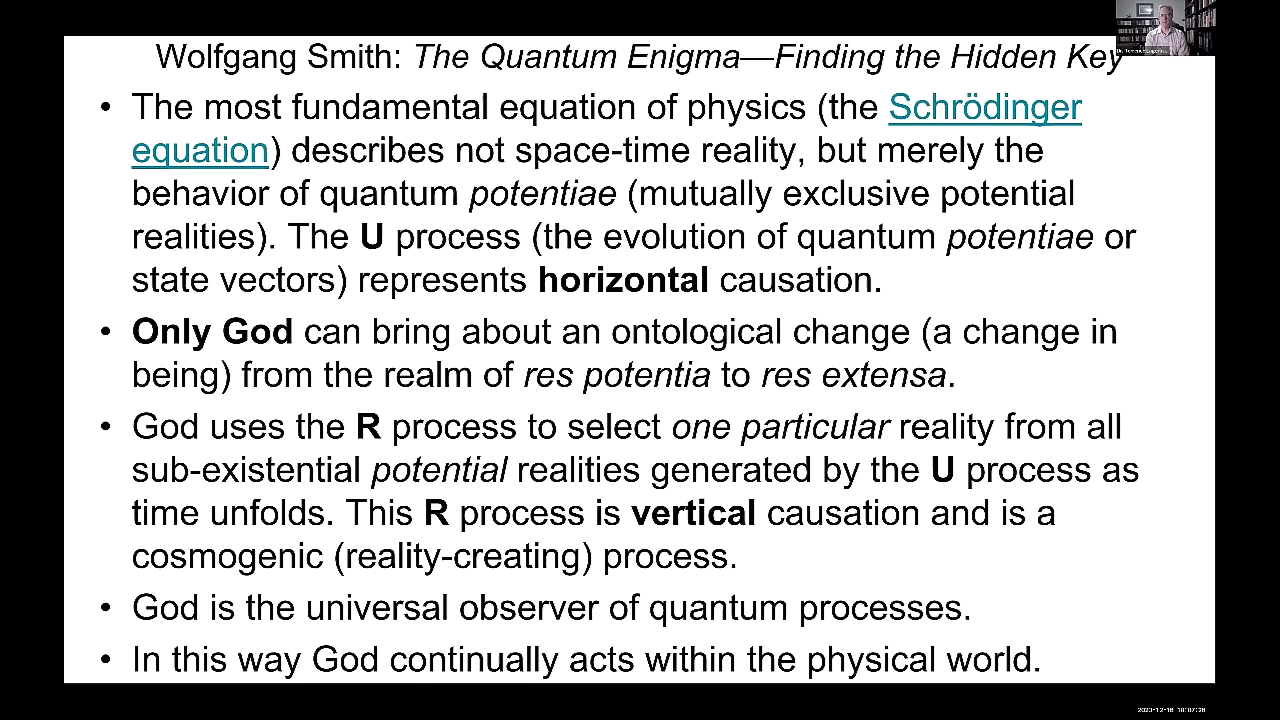 Wolfgang Smith: The Quantum Enigma—Finding the Hidden Key
• The most fundamental equation of physics (the Schrödinger
equation) describes not space-time reality, but merely the
behavior of quantum potentiae (mutually exclusive potential
realities). The U process (the evolution of quantum potentiae or
state vectors) represents horizontal causation.
• Only God can bring about an ontological change (a change in
being) from the realm of res potentia to res extensa.
• God uses the R process to select one particular reality from all
sub-existential potential realities generated by the U process as
time unfolds. This R process is vertical causation and is a
cosmogenic (reality-creating) process.
• God is the universal observer of quantum processes.
• In this way God continually acts within the physical world.